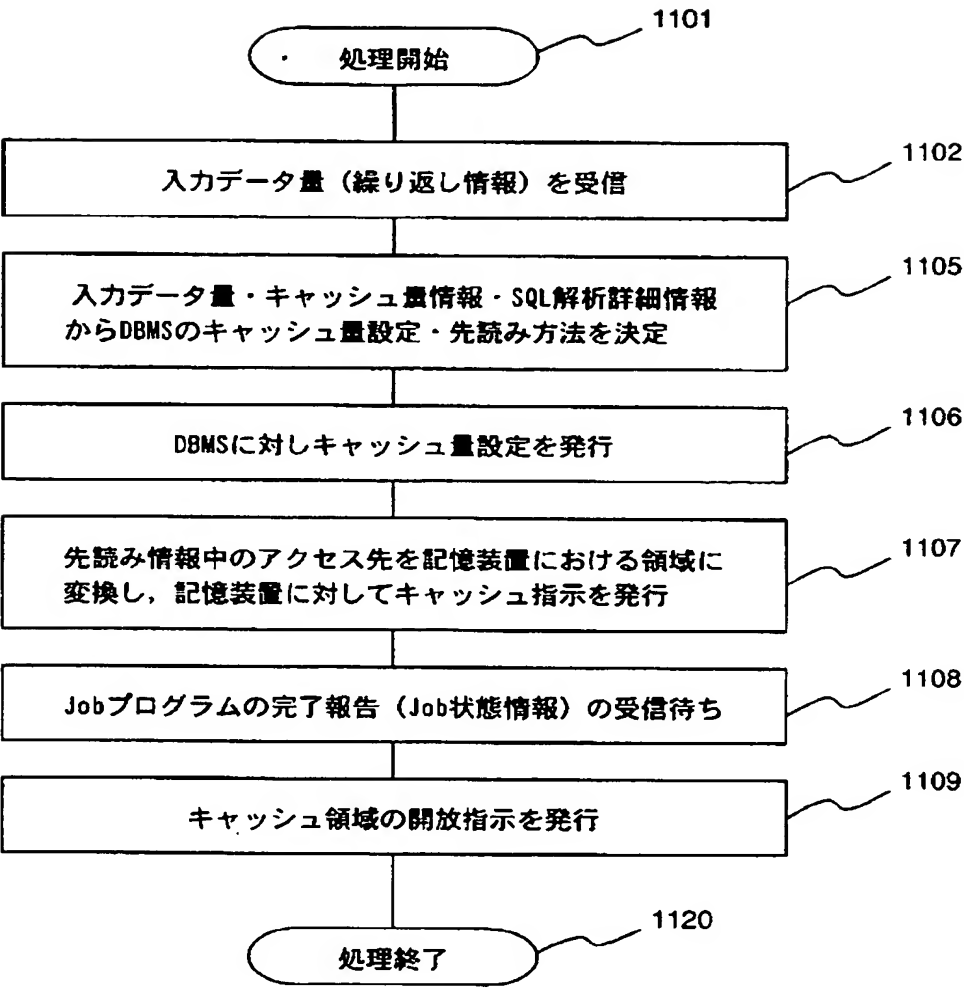 1101
処理開始
1102
入力データ量（繰り返し情報）を受信
1105
入力データ量・キャッシュ量情報・SQL解析詳細情報
からDBMSのキャッシュ量設定・先読み方法を決定
1106
DBMSに対しキャッシュ量設定を発行
1107
先読み情報中のアクセス先を記憶装置における領域に
変換し，記憶装置に対してキャッシュ指示を発行
1108
Jobプログラムの完了報告（Job状態情報）の受信待ち
1109
キャッシュ領域の開放指示を発行
1120
処理終了